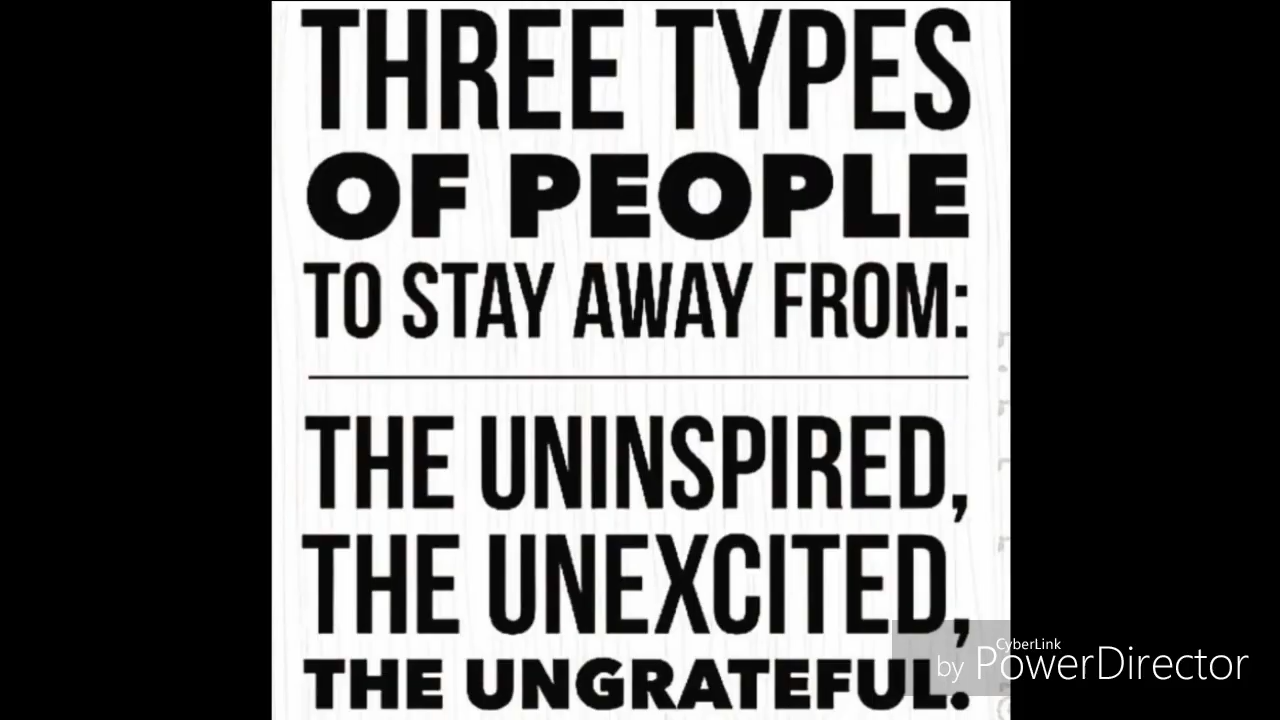 THREE TYPES
OF PEOPLE
TO STAY AWAY FROM:
THE UNINSPIRED,
THE UNEXCITED,
THE UNGRATEFUL.
CyberLink
by PowerDirector